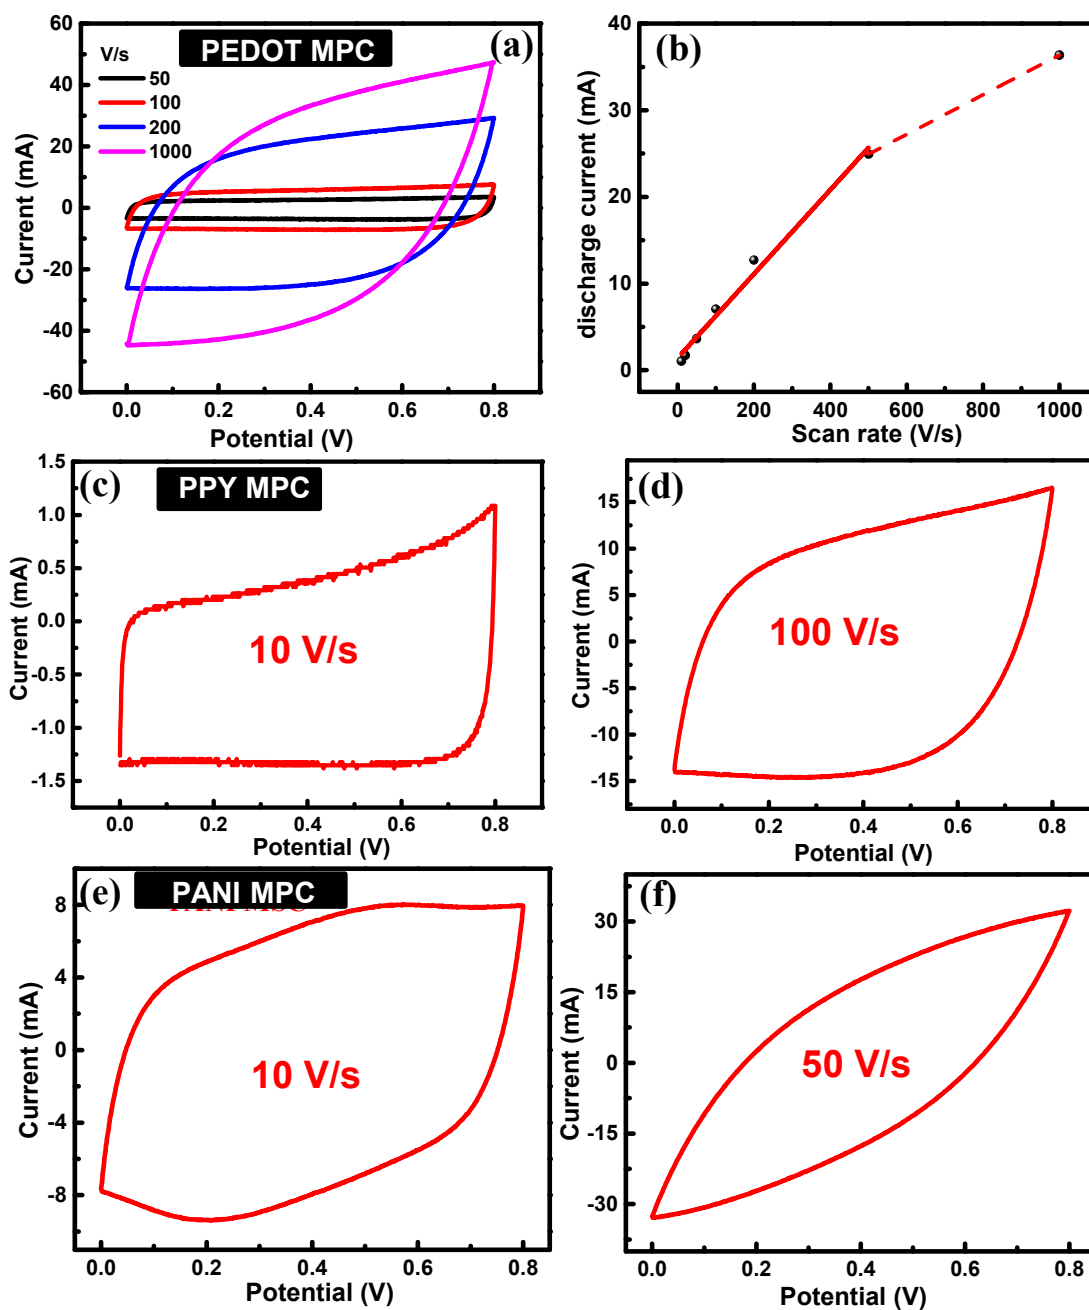 PEDOT MPC
(a)
V/s
50
100
200
1000
60
40
20
0
-20
-40
-60
Current (mA)
0.0 0.2 0.4 0.6 0.8
Potential (V)
(b)
40
30
20
10
0
discharge current (mA)
0 200 400 600 800 1000
Scan rate (V/s)
(c)
PPY MPC
1.5
1.0
0.5
0.0
-0.5
-1.0
-1.5
Current (mA)
10 V/s
0.0 0.2 0.4 0.6 0.8
Potential (V)
(d)
15
10
5
0
-5
-10
-15
Current (mA)
100 V/s
0.0 0.2 0.4 0.6 0.8
Potential (V)
(e)
PANI MPC
8
4
0
-4
-8
Current (mA)
10 V/s
0.0 0.2 0.4 0.6 0.8
Potential (V)
(f)
30
15
0
-15
-30
Current (mA)
50 V/s
0.0 0.2 0.4 0.6 0.8
Potential (V)